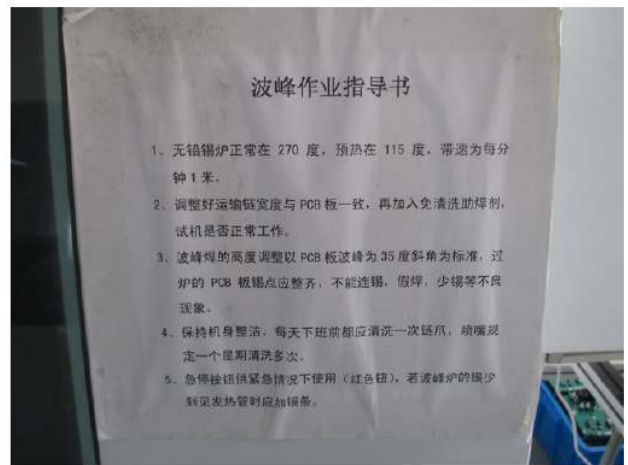 波峰作业指导书
1、无铅锡炉正常在 270 度，预热在 115 度，带速为每分
钟1米。
2、调整好运输链宽度与PCB板一致，再加入免清洗助焊剂，
试机是否正常工作。
3、波峰焊的高度调整以PCB板波峰为35度斜角为标准，过
炉的 PCB 板锡点应整齐，不能连锡，假焊，少锡等不良
现象。
4、保持机身整洁，每天下班前都应清洗一次链爪，喷嘴规
定一个星期清洗多次。
5、急停按钮供紧急情况下使用（红色钮），若波峰炉的锡少
到见发热管时应加锡条。